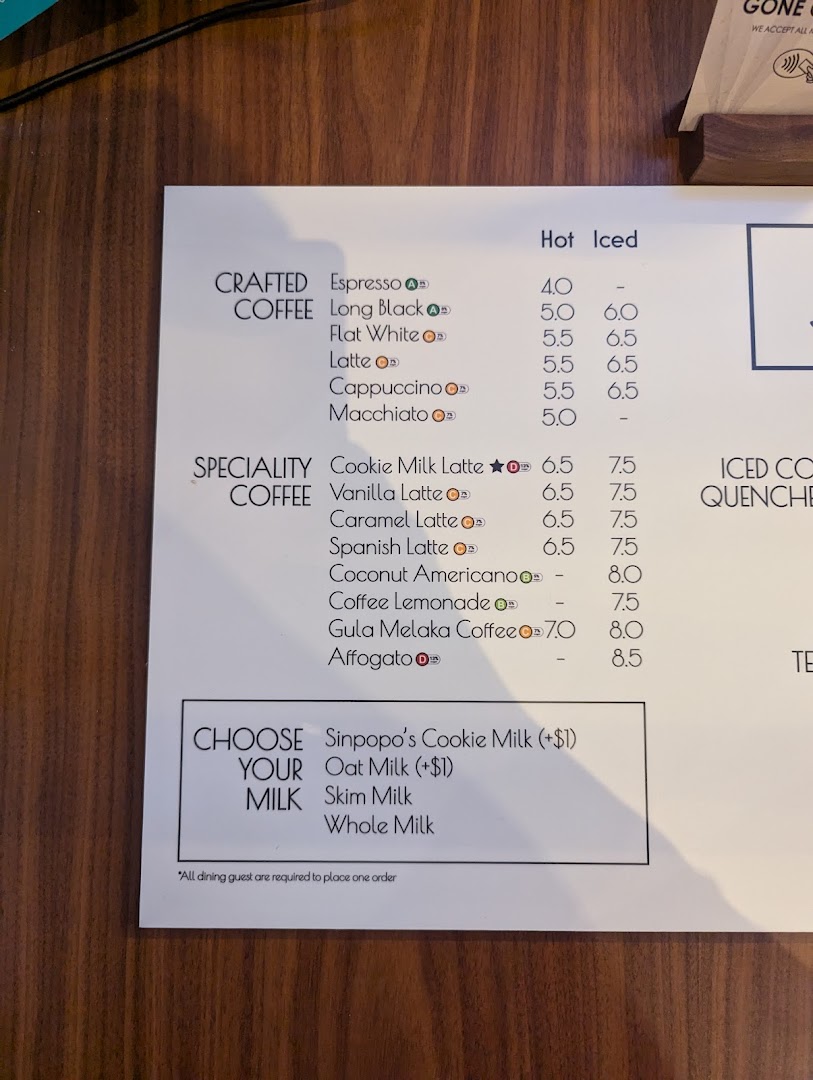 GONE
WE ACCEPT ALL
Hot Iced
CRAFTED COFFEE
Espresso A 4.0 –
Long Black A 5.0 6.0
Flat White C 5.5 6.5
Latte C 5.5 6.5
Cappuccino C 5.5 6.5
Macchiato C 5.0 –
SPECIALITY COFFEE
Cookie Milk Latte ★ D 6.5 7.5
Vanilla Latte C 6.5 7.5
Caramel Latte C 6.5 7.5
Spanish Latte C 6.5 7.5
Coconut Americano B – 8.0
Coffee Lemonade B – 7.5
Gula Melaka Coffee C 7.0 8.0
Affogato D – 8.5
ICED CO
QUENCHE
TE
CHOOSE YOUR MILK
Sinpopo's Cookie Milk (+$1)
Oat Milk (+$1)
Skim Milk
Whole Milk
*All dining guest are required to place one order